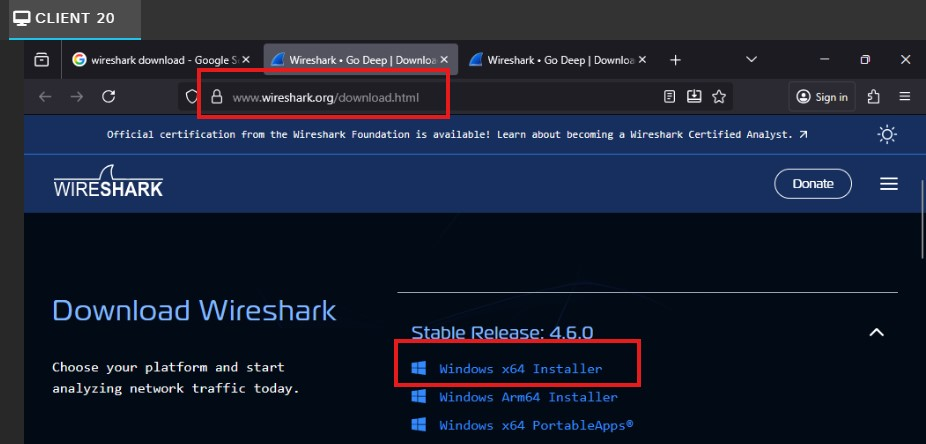 CLIENT 20
wireshark download - Google S
Wireshark • Go Deep | Downloa
Wireshark • Go Deep | Downloa
www.wireshark.org/download.html
Sign in
Official certification from the Wireshark Foundation is available! Learn about becoming a Wireshark Certified Analyst.
WIRESHARK
Donate
Download Wireshark
Choose your platform and start
analyzing network traffic today.
Stable Release: 4.6.0
Windows x64 Installer
Windows Arm64 Installer
Windows x64 PortableApps®